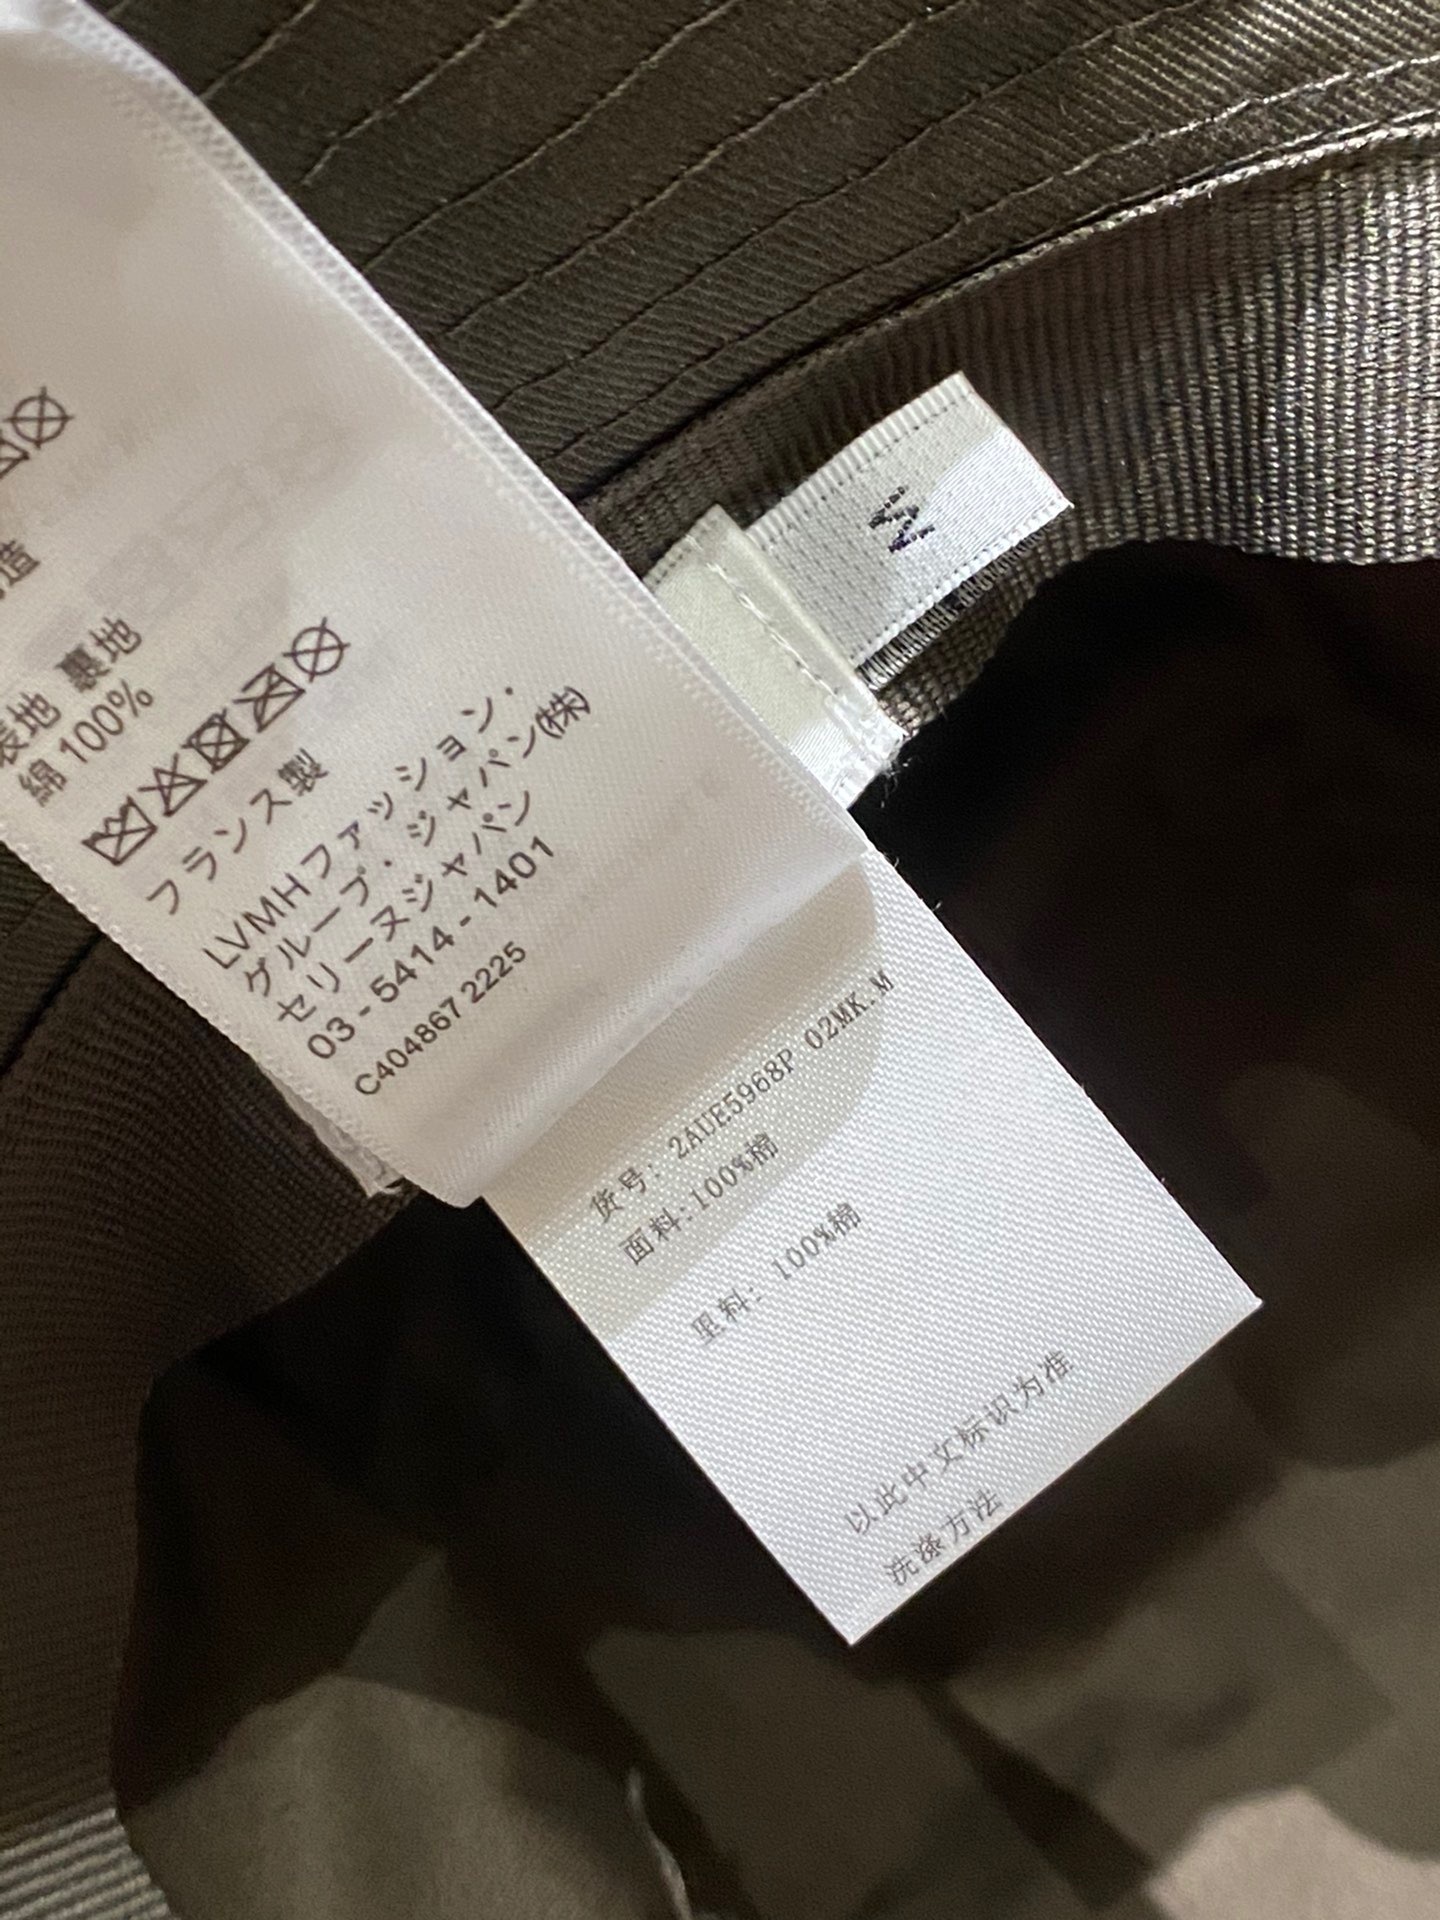 造
表地 裏地
綿 100%
フランス製
LVMHファッション・
グループ・ジャパン(株)
セリーヌジャパン
03 - 5414 - 1401
C404867 2225
M
货号: 2AUE5968P 02MK.M
面料:100%棉
里料: 100%棉
以此中文标识为准
洗涤方法